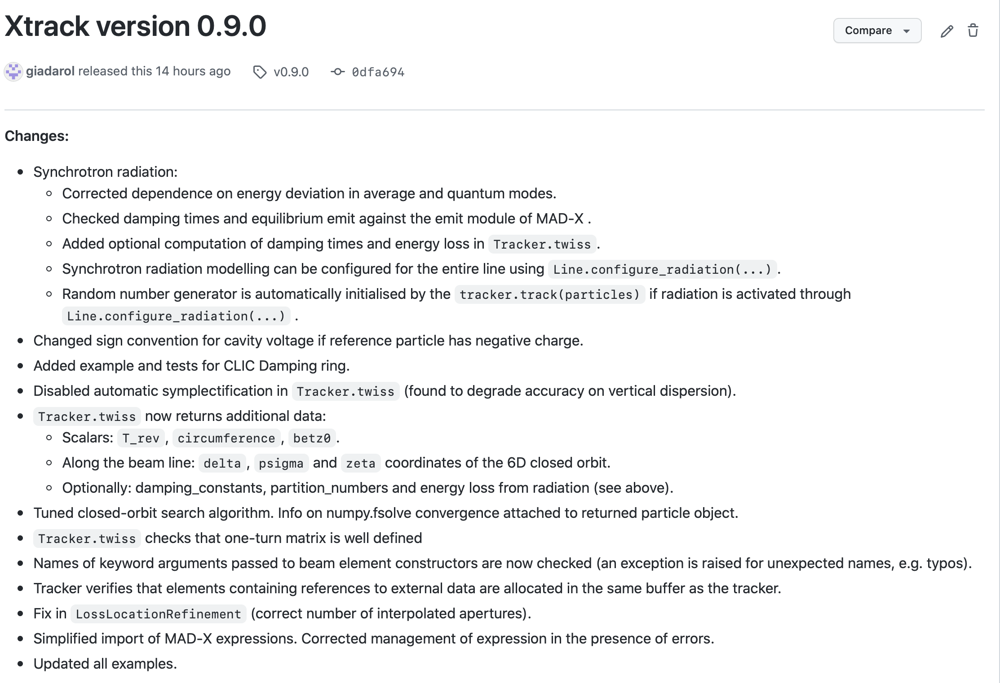 Xtrack version 0.9.0
Compare
giadarol released this 14 hours ago v0.9.0 0dfa694
Changes:
Synchrotron radiation:
Corrected dependence on energy deviation in average and quantum modes.
Checked damping times and equilibrium emit against the emit module of MAD-X .
Added optional computation of damping times and energy loss in Tracker.twiss.
Synchrotron radiation modelling can be configured for the entire line using Line.configure_radiation(...).
Random number generator is automatically initialised by the tracker.track(particles) if radiation is activated through
Line.configure_radiation(...) .
Changed sign convention for cavity voltage if reference particle has negative charge.
Added example and tests for CLIC Damping ring.
Disabled automatic symplectification in Tracker.twiss (found to degrade accuracy on vertical dispersion).
Tracker.twiss now returns additional data:
Scalars: T_rev, circumference, betz0.
Along the beam line: delta, psigma and zeta coordinates of the 6D closed orbit.
Optionally: damping_constants, partition_numbers and energy loss from radiation (see above).
Tuned closed-orbit search algorithm. Info on numpy.fsolve convergence attached to returned particle object.
Tracker.twiss checks that one-turn matrix is well defined
Names of keyword arguments passed to beam element constructors are now checked (an exception is raised for unexpected names, e.g. typos).
Tracker verifies that elements containing references to external data are allocated in the same buffer as the tracker.
Fix in LossLocationRefinement (correct number of interpolated apertures).
Simplified import of MAD-X expressions. Corrected management of expression in the presence of errors.
Updated all examples.